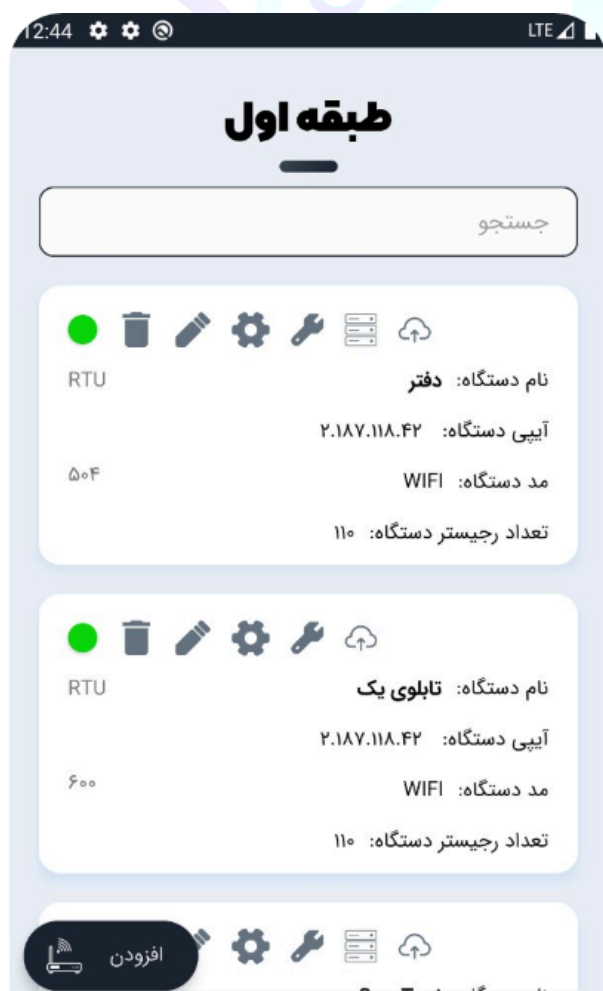 12:44 LTE
طبقه اول
جستجو
نام دستگاه: دفتر RTU
آیپی دستگاه: ۲.۱۸۷.۱۱۸.۴۲
مد دستگاه: WIFI ۵۰۴
تعداد رجیستر دستگاه: ۱۱۰
نام دستگاه: تابلوی یک RTU
آیپی دستگاه: ۲.۱۸۷.۱۱۸.۴۲
مد دستگاه: WIFI ۶۰۰
تعداد رجیستر دستگاه: ۱۱۰
افزودن